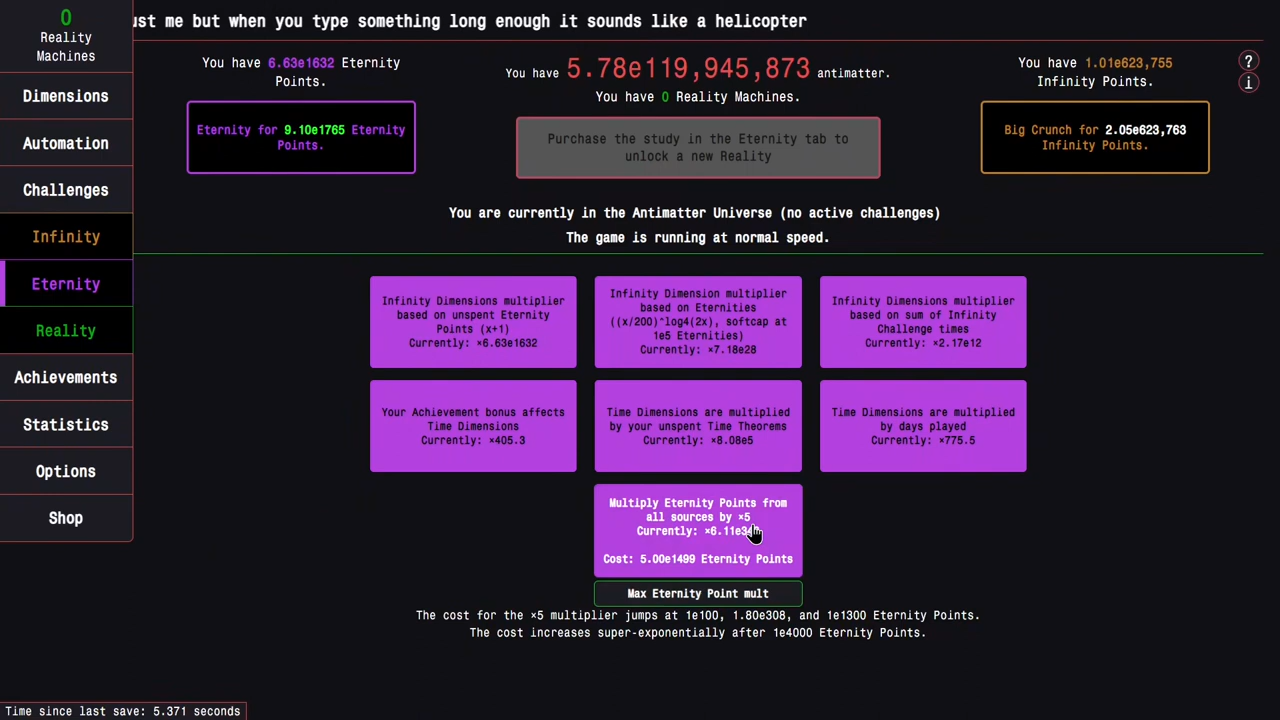 0
Reality
Machines
Dimensions
Automation
Challenges
Infinity
Eternity
Reality
Achievements
Statistics
Options
Shop
ust me but when you type something long enough it sounds like a helicopter
You have 6.63e1632 Eternity
Points.
Eternity for 9.10e1765 Eternity
Points.
You have 5.78e119,945,873 antimatter.
You have 0 Reality Machines.
Purchase the study in the Eternity tab to
unlock a new Reality
You have 1.01e623,755
Infinity Points.
Big Crunch for 2.05e623,763
Infinity Points.
?
i
You are currently in the Antimatter Universe (no active challenges)
The game is running at normal speed.
Infinity Dimensions multiplier
based on unspent Eternity
Points (x+1)
Currently: ×6.63e1632
Infinity Dimension multiplier
based on Eternities
((x/200)^log4(2x), softcap at
1e5 Eternities)
Currently: ×7.18e28
Infinity Dimensions multiplier
based on sum of Infinity
Challenge times
Currently: ×2.17e12
Your Achievement bonus affects
Time Dimensions
Currently: ×405.3
Time Dimensions are multiplied
by your unspent Time Theorems
Currently: ×8.08e5
Time Dimensions are multiplied
by days played
Currently: ×775.5
Multiply Eternity Points from
all sources by ×5
Currently:
Cost: 5.00e1499 Eternity Points
Max Eternity Point mult
The cost for the ×5 multiplier jumps at 1e100, 1.80e308, and 1e1300 Eternity Points.
The cost increases super-exponentially after 1e4000 Eternity Points.
Time since last save: 5.371 seconds